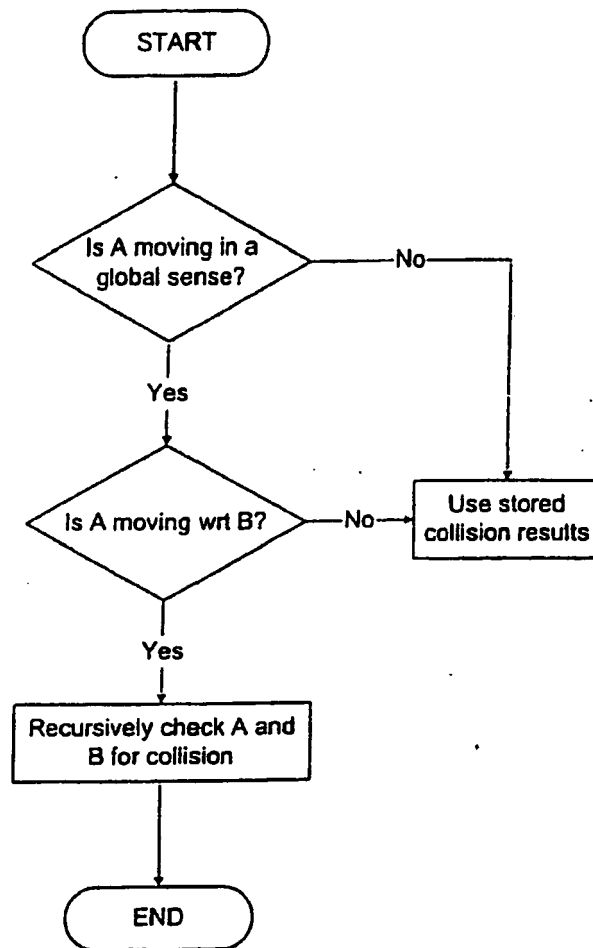 START
Is A moving in a
global sense?
No
Yes
Is A moving wrt B?
No
Use stored
collision results
Yes
Recursively check A and
B for collision
END